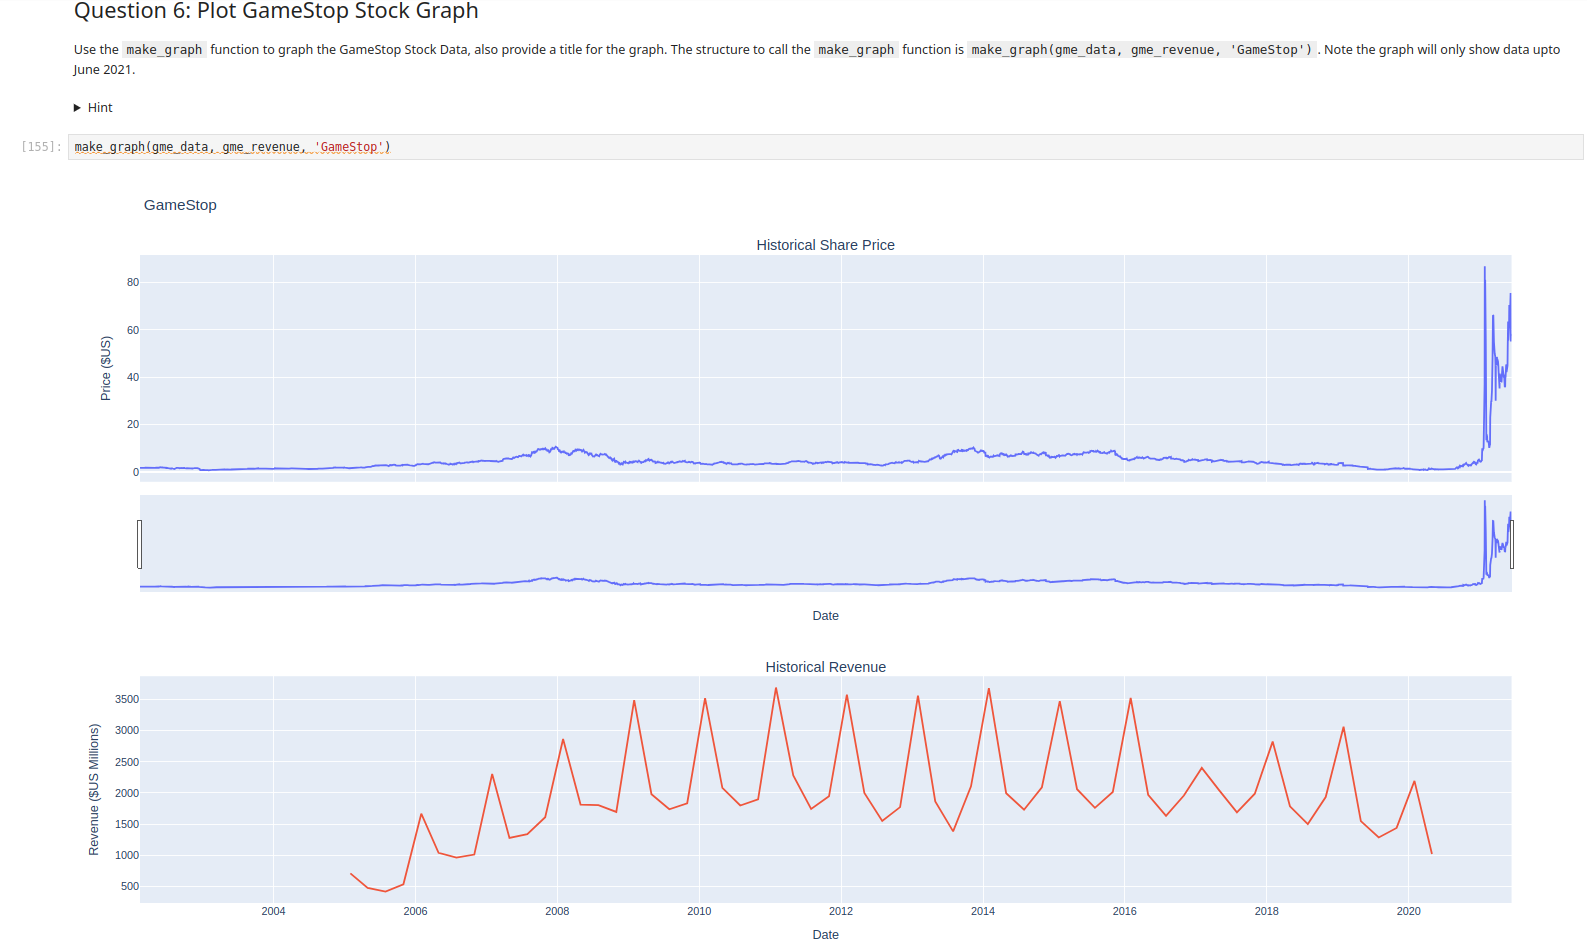 Question 6: Plot GameStop Stock Graph
Use the make_graph function to graph the GameStop Stock Data, also provide a title for the graph. The structure to call the make_graph function is make_graph(gme_data, gme_revenue, 'GameStop'). Note the graph will only show data upto
June 2021.
Hint
[155]: make_graph(gme_data, gme_revenue, 'GameStop')
GameStop
Historical Share Price
80
60
40
20
0
Price ($US)
Date
Historical Revenue
3500
3000
2500
2000
1500
1000
500
Revenue ($US Millions)
2004 2006 2008 2010 2012 2014 2016 2018 2020
Date